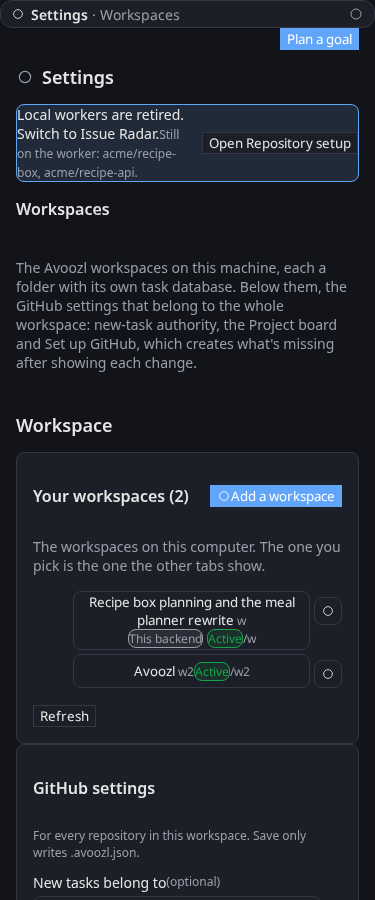 Settings · Workspaces
Plan a goal
Settings
Local workers are retired.
Switch to Issue Radar.Still
on the worker: acme/recipe-
box, acme/recipe-api.
Open Repository setup
Workspaces
The Avoozl workspaces on this machine, each a
folder with its own task database. Below them, the
GitHub settings that belong to the whole
workspace: new-task authority, the Project board
and Set up GitHub, which creates what's missing
after showing each change.
Workspace
Your workspaces (2)
Add a workspace
The workspaces on this computer. The one you
pick is the one the other tabs show.
Recipe box planning and the meal
planner rewrite w
This backend Active/w
Avoozl w2Active/w2
Refresh
GitHub settings
For every repository in this workspace. Save only
writes .avoozl.json.
New tasks belong to(optional)